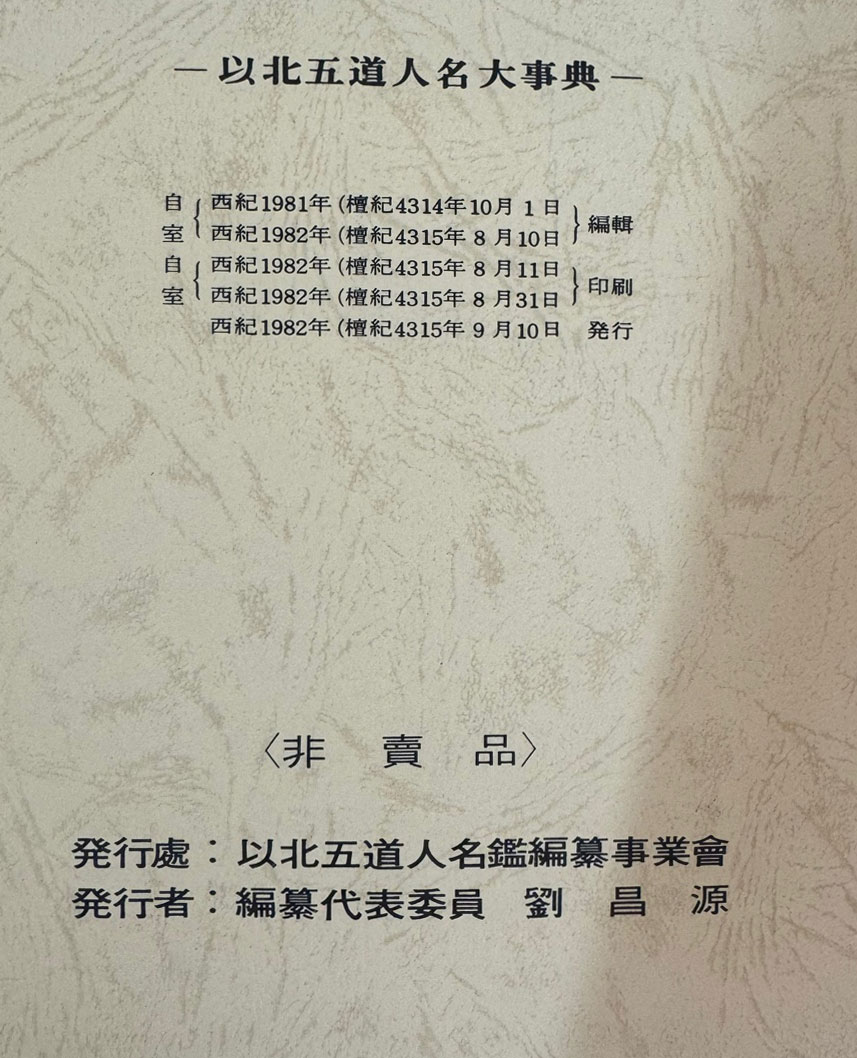 —以北五道人名大事典—
自 { 西紀1981年 (檀紀4314年10月 1 日 } 編輯
室 { 西紀1982年 (檀紀4315年 8 月10日
自 { 西紀1982年 (檀紀4315年 8 月11日 } 印刷
室 { 西紀1982年 (檀紀4315年 8 月31日
西紀1982年 (檀紀4315年 9 月10日 発行
〈非 賣 品〉
発行處：以北五道人名鑑編纂事業會
発行者：編纂代表委員 劉 昌 源